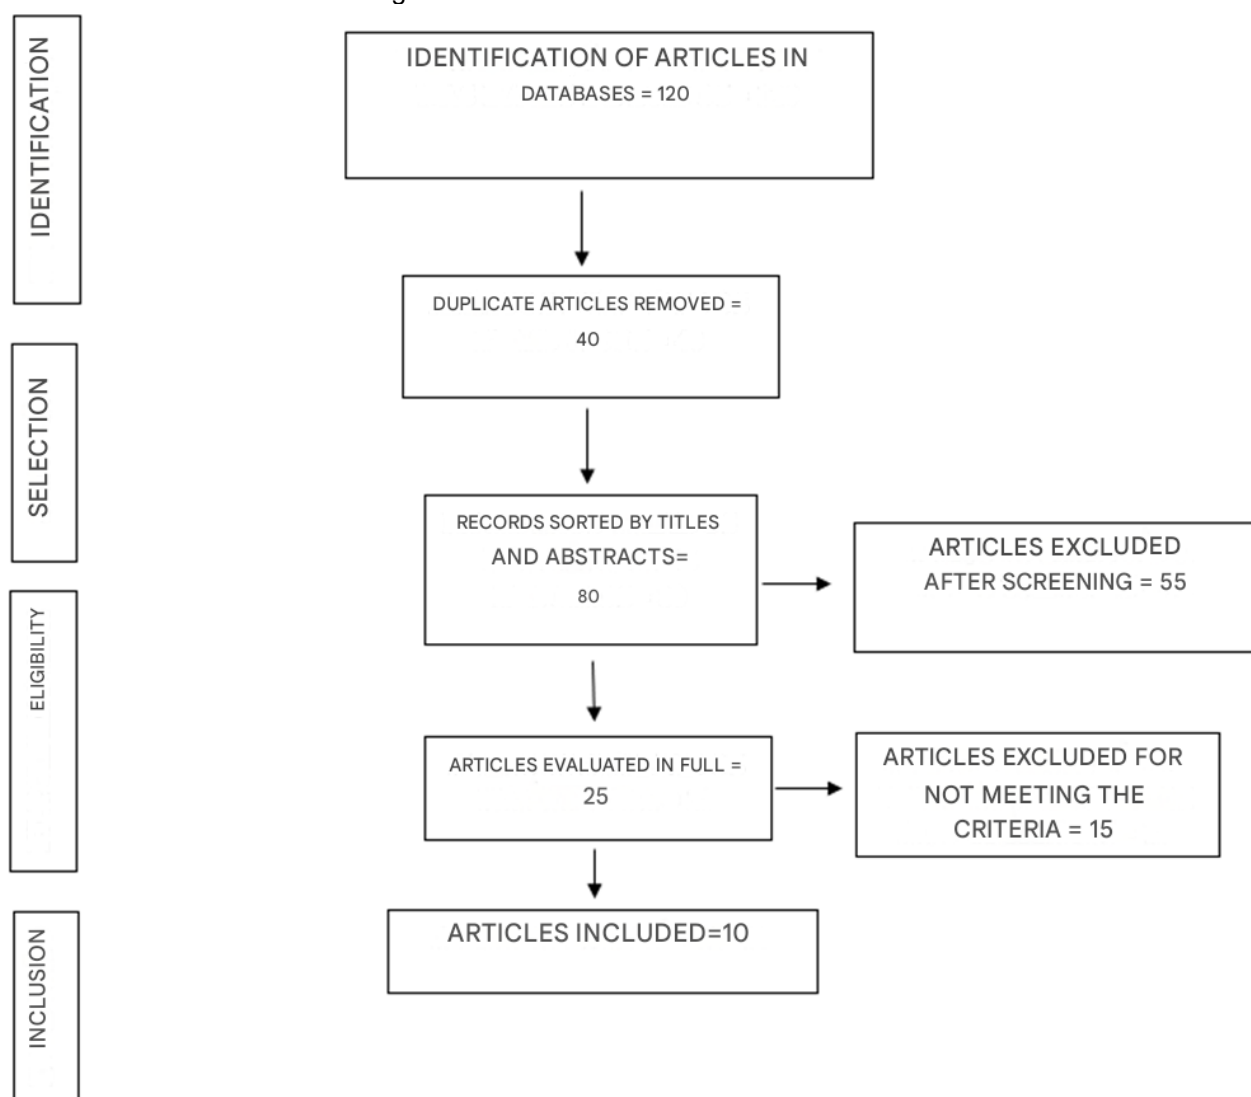 IDENTIFICATION
IDENTIFICATION OF ARTICLES IN
DATABASES = 120
DUPLICATE ARTICLES REMOVED =
40
SELECTION
RECORDS SORTED BY TITLES
AND ABSTRACTS=
80
ARTICLES EXCLUDED
AFTER SCREENING = 55
ELIGIBILITY
ARTICLES EVALUATED IN FULL =
25
ARTICLES EXCLUDED FOR
NOT MEETING THE
CRITERIA = 15
INCLUSION
ARTICLES INCLUDED=10